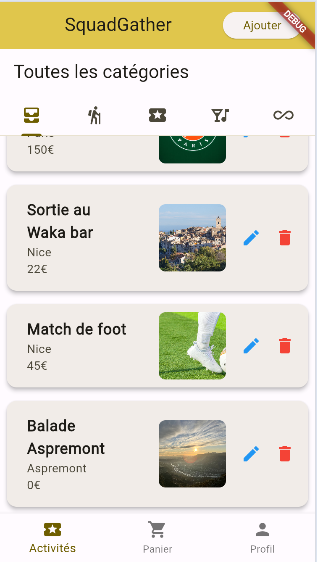 SquadGather
Ajouter
DEBUG
Toutes les catégories
PARIS
150€
Sortie au
Waka bar
Nice
22€
Match de foot
Nice
45€
Balade
Aspremont
Aspremont
0€
Activités
Panier
Profil